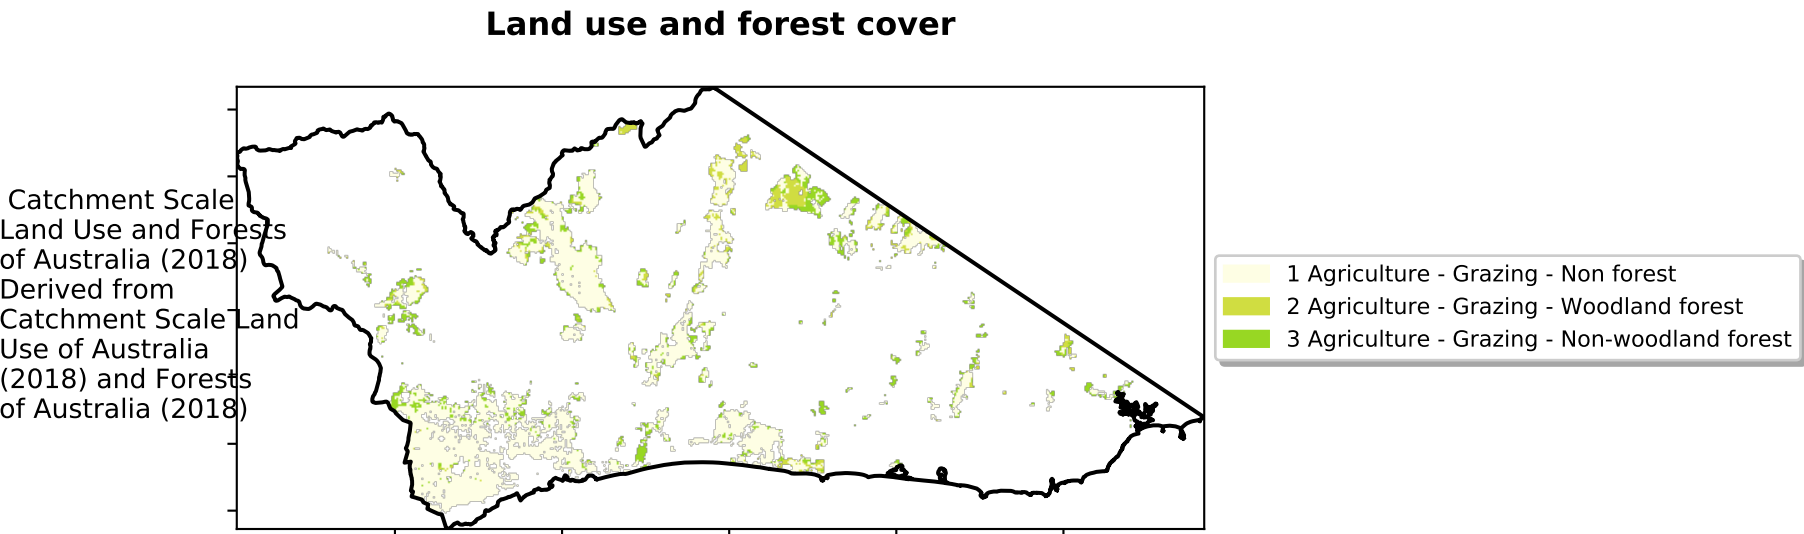 Land use and forest cover
Catchment Scale
Land Use and Forests
of Australia (2018)
Derived from
Catchment Scale Land
Use of Australia
(2018) and Forests
of Australia (2018)
1 Agriculture - Grazing - Non forest
2 Agriculture - Grazing - Woodland forest
3 Agriculture - Grazing - Non-woodland forest